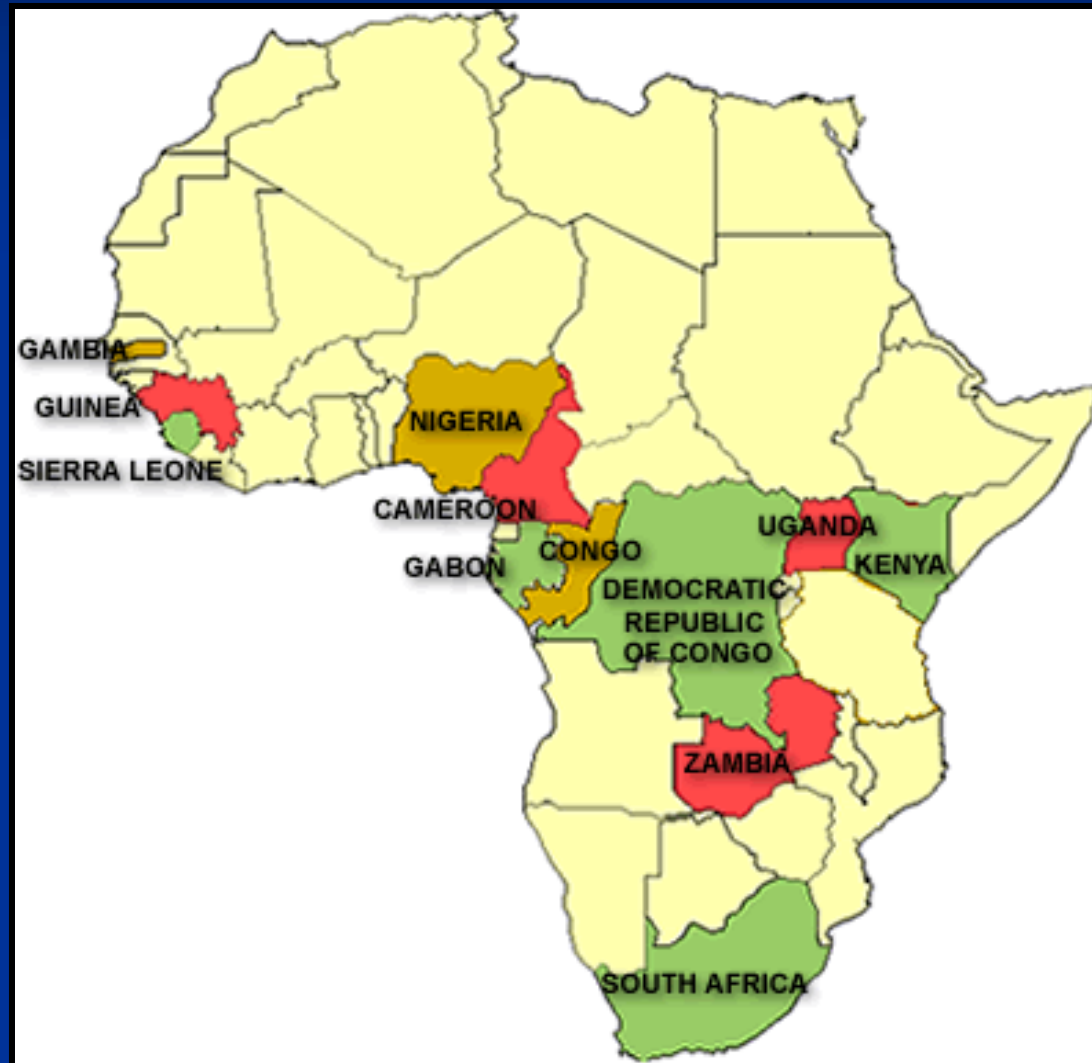 GAMBIA
GUINEA
NIGERIA
SIERRA LEONE
CAMEROON
UGANDA
CONGO
GABON
KENYA
DEMOCRATIC
REPUBLIC
OF CONGO
ZAMBIA
SOUTH AFRICA